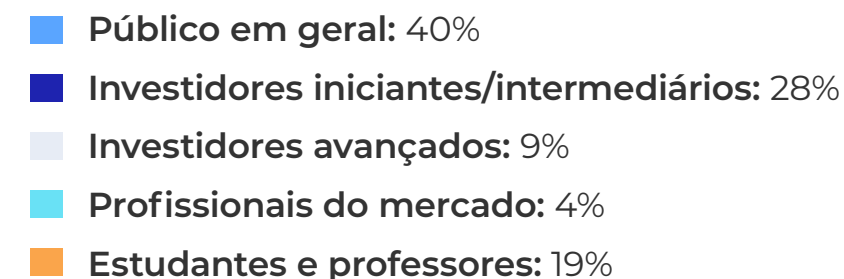 Público em geral: 40%
Investidores iniciantes/intermediários: 28%
Investidores avançados: 9%
Profissionais do mercado: 4%
Estudantes e professores: 19%